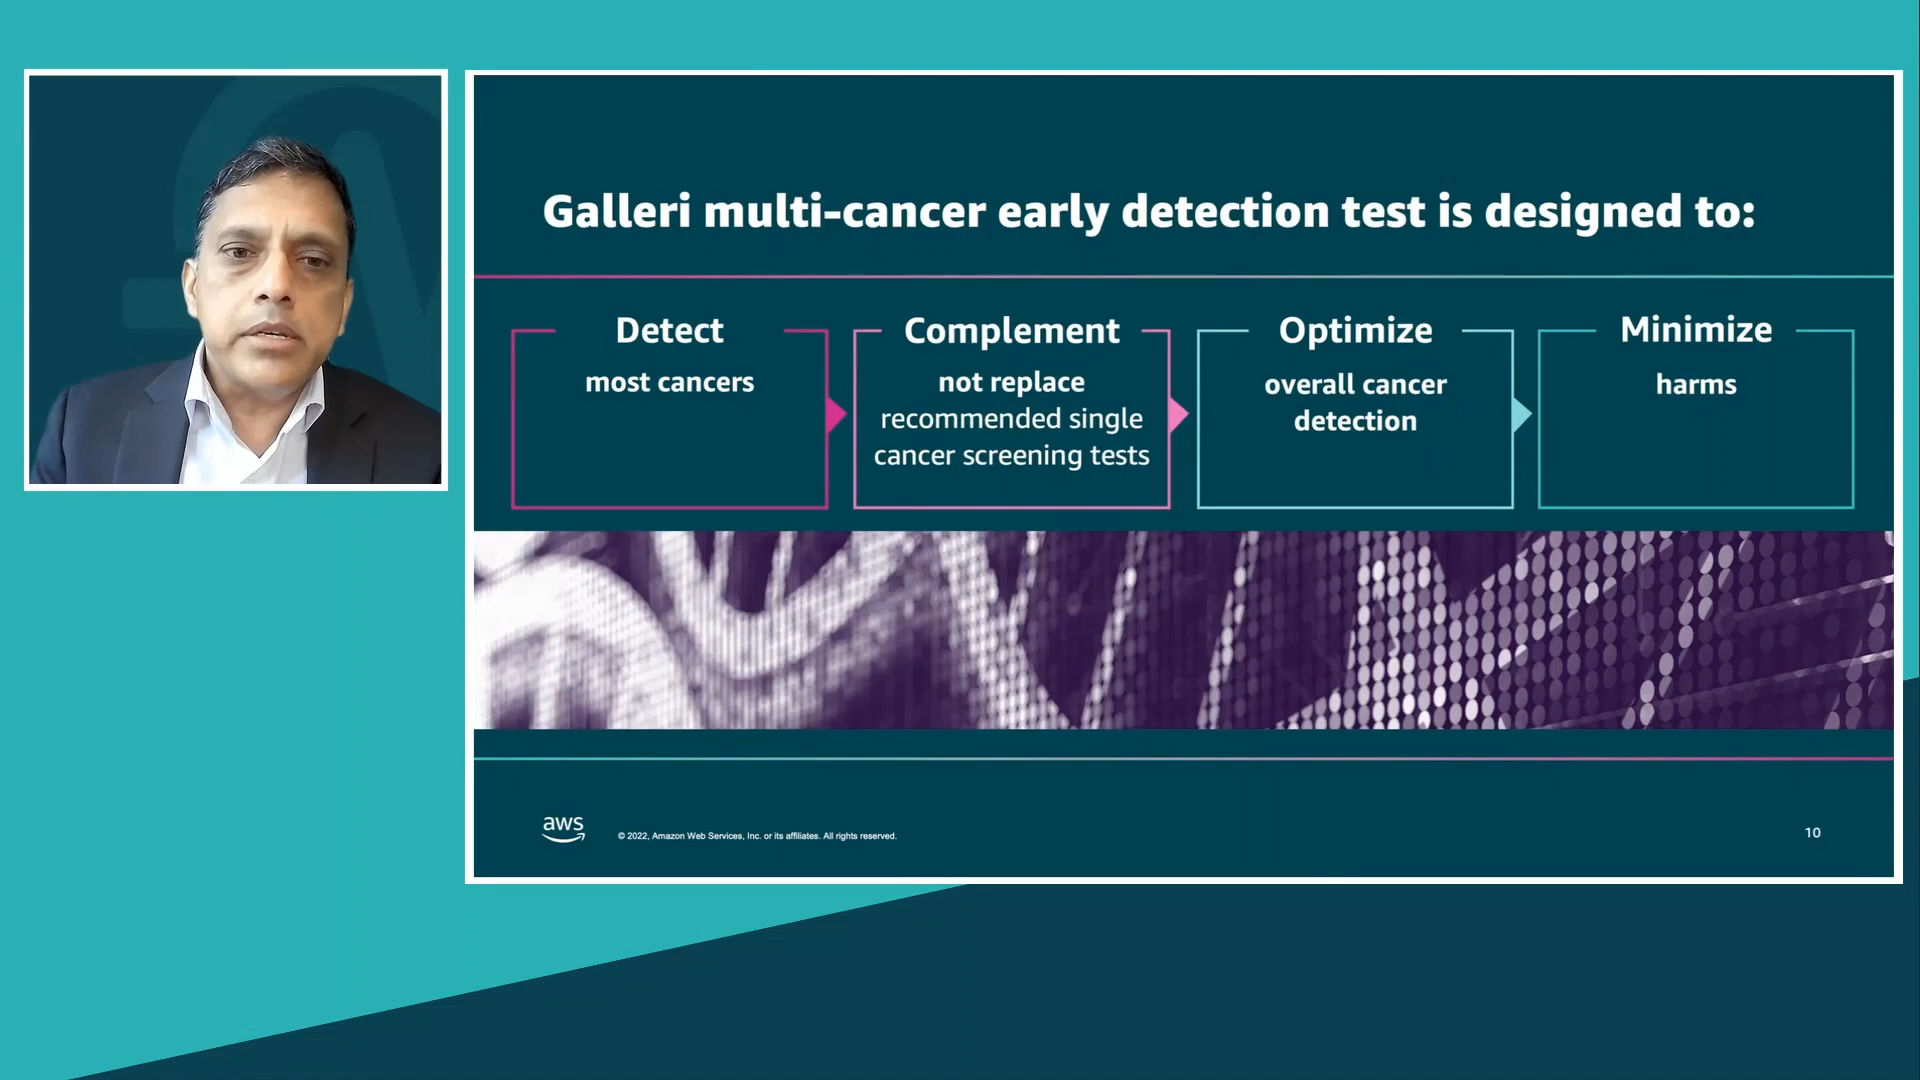 Galleri multi-cancer early detection test is designed to:
Detect
most cancers
Complement
not replace
recommended single
cancer screening tests
Optimize
overall cancer
detection
Minimize
harms
aws
© 2022, Amazon Web Services, Inc. or its affiliates. All rights reserved.
10